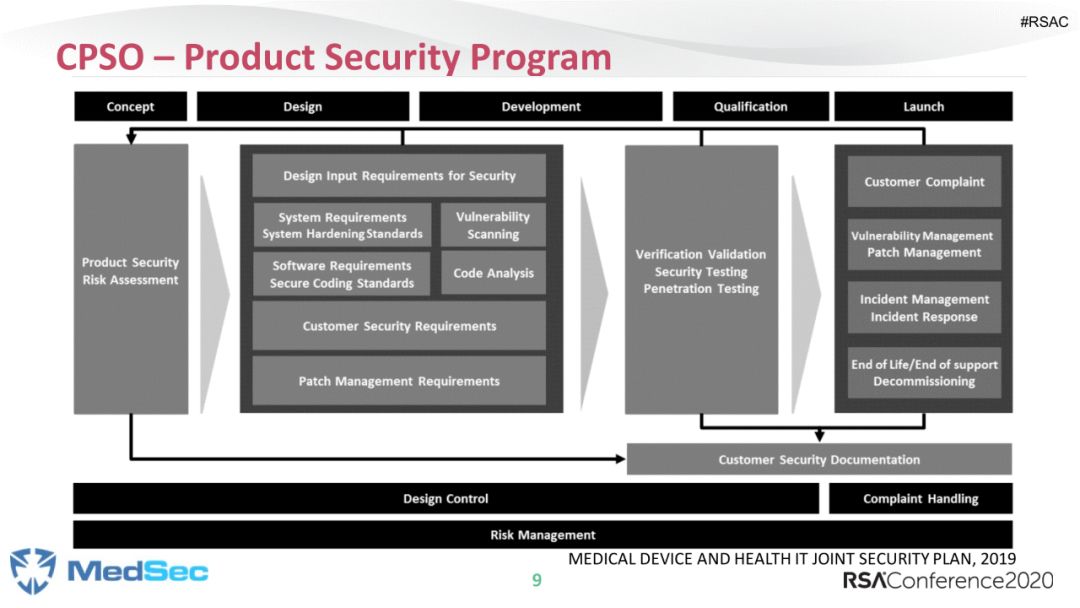 #RSAC
CPSO – Product Security Program
Concept
Design
Development
Qualification
Launch
Product Security
Risk Assessment
Design Input Requirements for Security
System Requirements
System Hardening Standards
Vulnerability
Scanning
Software Requirements
Secure Coding Standards
Code Analysis
Customer Security Requirements
Patch Management Requirements
Verification Validation
Security Testing
Penetration Testing
Customer Complaint
Vulnerability Management
Patch Management
Incident Management
Incident Response
End of Life/End of support
Decommissioning
Customer Security Documentation
Design Control
Complaint Handling
Risk Management
MEDICAL DEVICE AND HEALTH IT JOINT SECURITY PLAN, 2019
MedSec
9
RSAConference2020